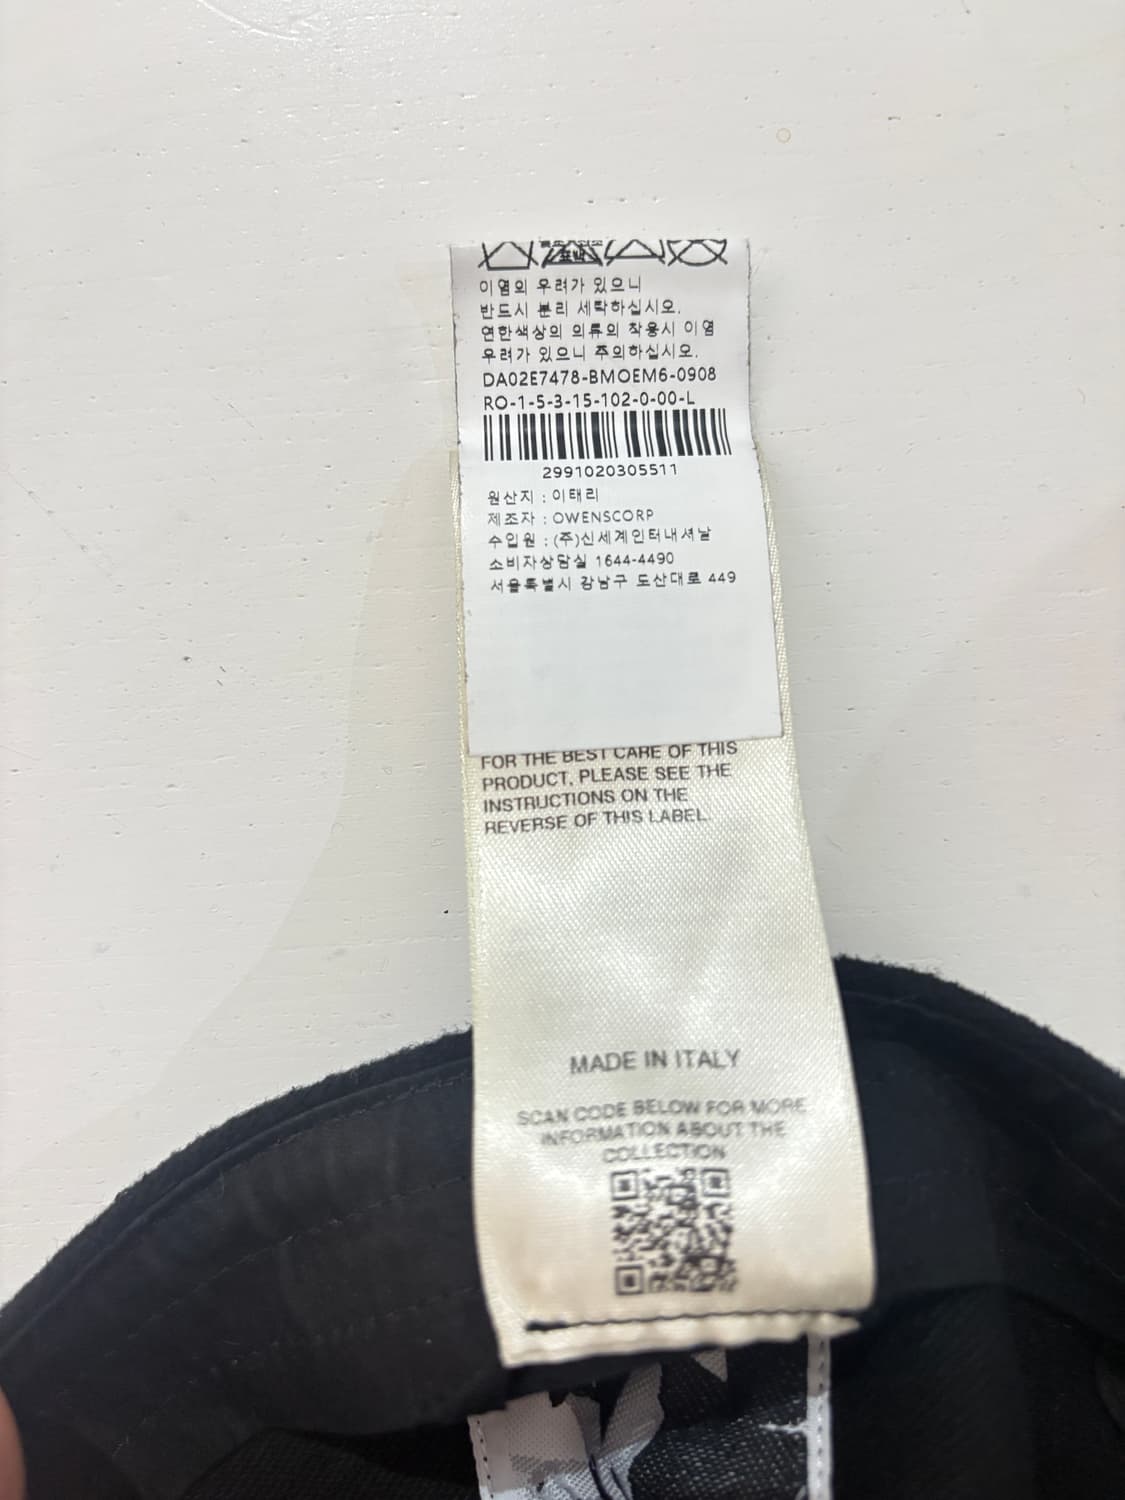 이염의 우려가 있으니
반드시 분리 세탁하십시오.
연한색상의 의류의 착용시 이염
우려가 있으니 주의하십시오.
DA02E7478-BMOEM6-0908
RO-1-5-3-15-102-0-00-L
2991020305511
원산지 : 이태리
제조자 : OWENSCORP
수입원 : (주)신세계인터내셔날
소비자상담실 1644-4490
서울특별시 강남구 도산대로 449
FOR THE BEST CARE OF THIS
PRODUCT, PLEASE SEE THE
INSTRUCTIONS ON THE
REVERSE OF THIS LABEL.
MADE IN ITALY
SCAN CODE BELOW FOR MORE
INFORMATION ABOUT THE
COLLECTION